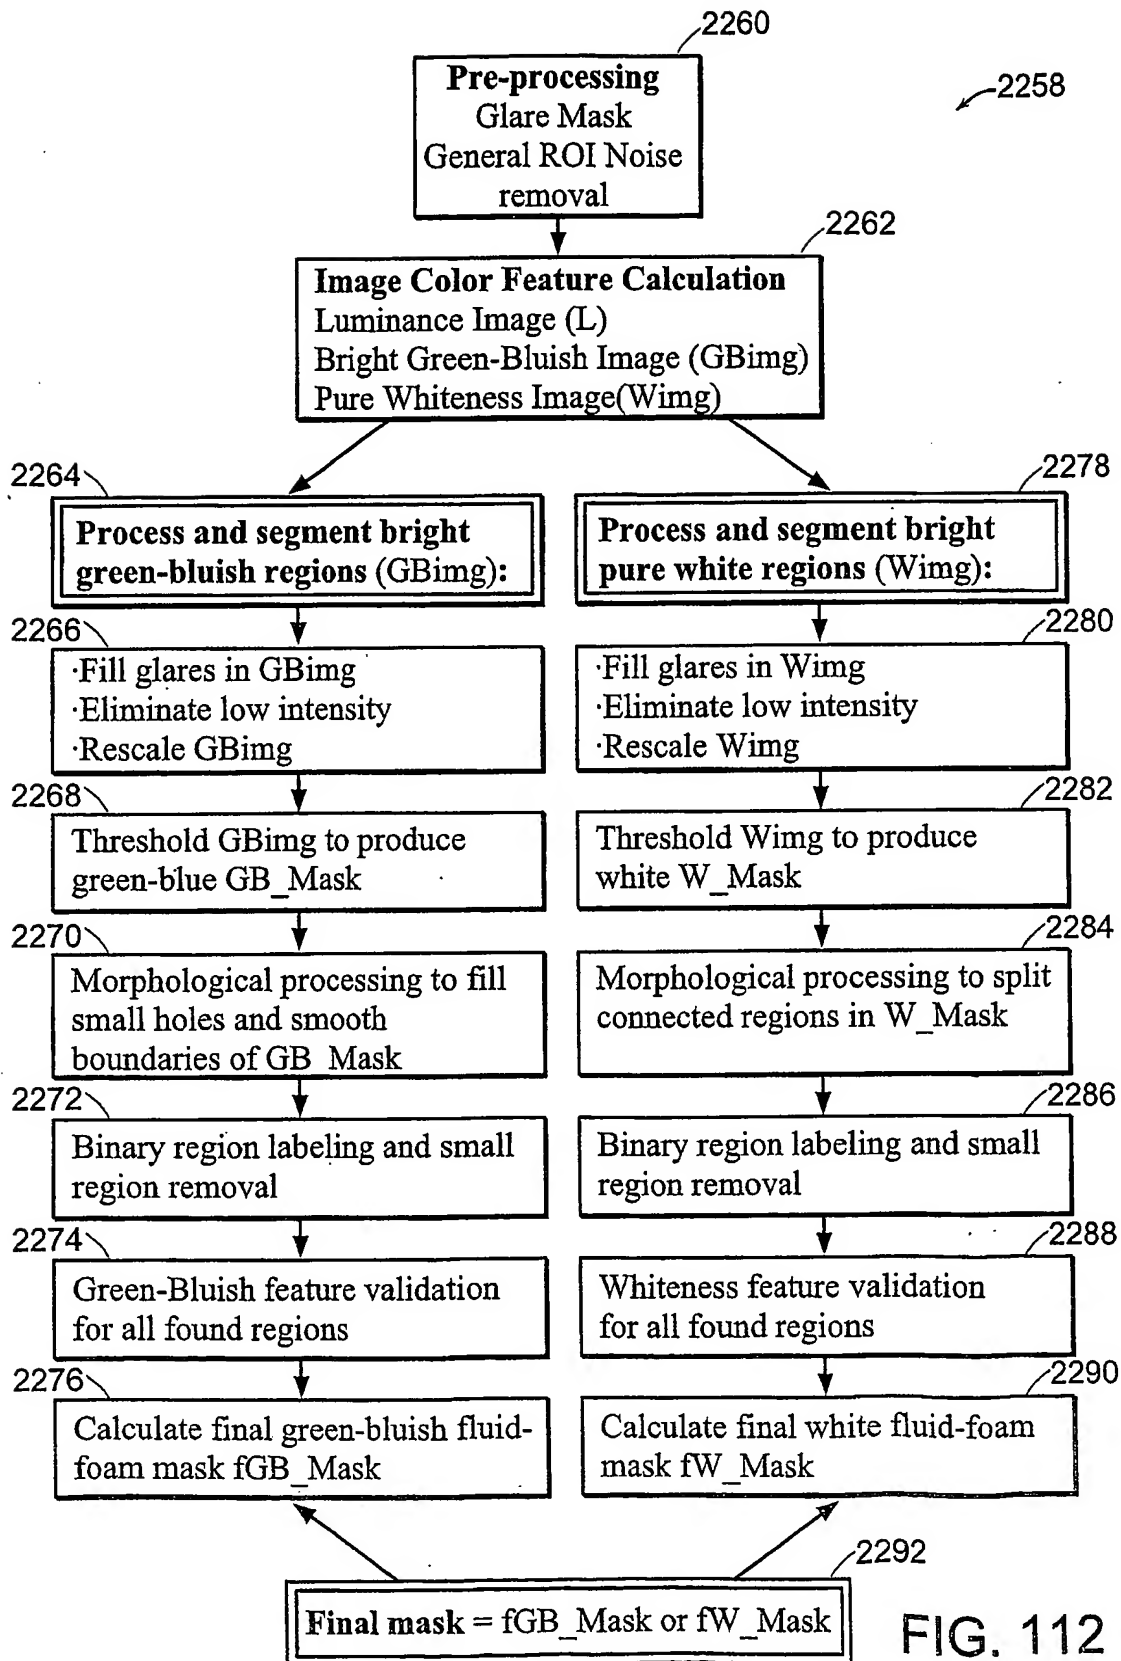 2260
Pre-processing
Glare Mask
General ROI Noise
removal
2258
2262
Image Color Feature Calculation
Luminance Image (L)
Bright Green-Bluish Image (GBimg)
Pure Whiteness Image(Wimg)
2264
Process and segment bright
green-bluish regions (GBimg):
2266
·Fill glares in GBimg
·Eliminate low intensity
·Rescale GBimg
2268
Threshold GBimg to produce
green-blue GB_Mask
2270
Morphological processing to fill
small holes and smooth
boundaries of GB_Mask
2272
Binary region labeling and small
region removal
2274
Green-Bluish feature validation
for all found regions
2276
Calculate final green-bluish fluid-
foam mask fGB_Mask
2278
Process and segment bright
pure white regions (Wimg):
2280
·Fill glares in Wimg
·Eliminate low intensity
·Rescale Wimg
2282
Threshold Wimg to produce
white W_Mask
2284
Morphological processing to split
connected regions in W_Mask
2286
Binary region labeling and small
region removal
2288
Whiteness feature validation
for all found regions
2290
Calculate final white fluid-foam
mask fW_Mask
2292
Final mask = fGB_Mask or fW_Mask
FIG. 112